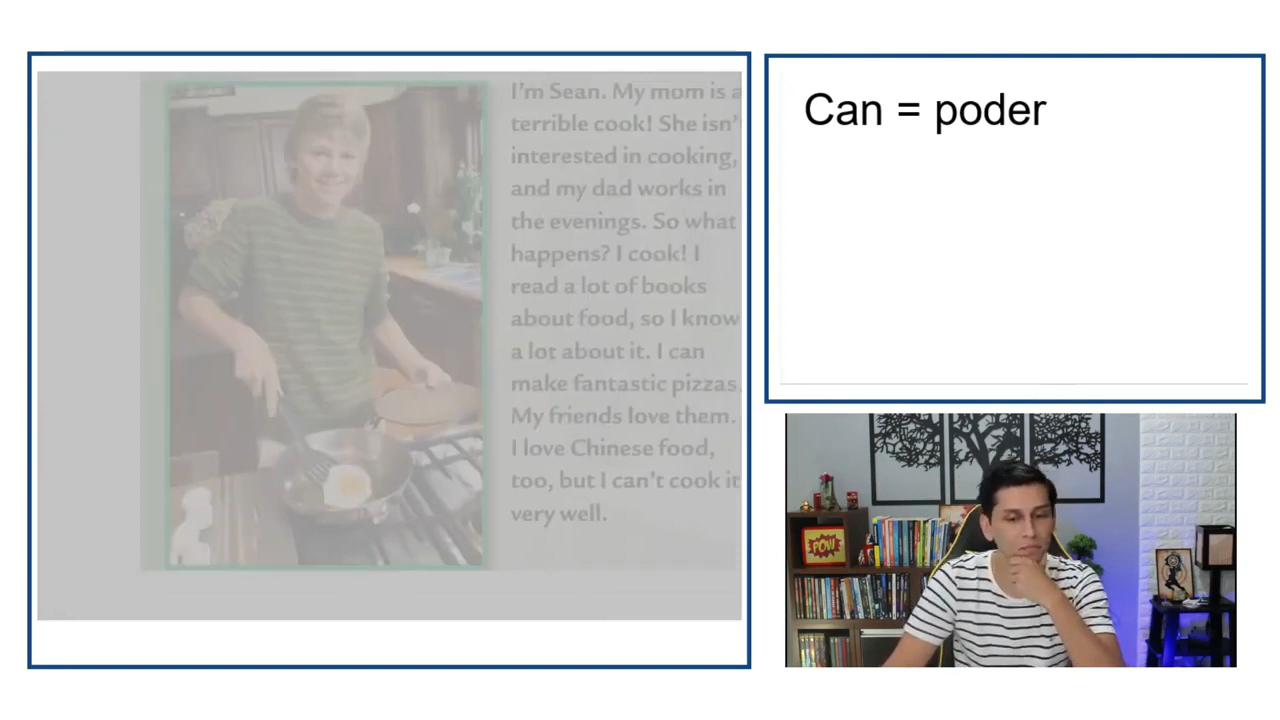 I'm Sean. My mom is a
terrible cook! She isn'
interested in cooking,
and my dad works in
the evenings. So what
happens? I cook! I
read a lot of books
about food, so I know
a lot about it. I can
make fantastic pizzas
My friends love them.
I love Chinese food,
too, but I can't cook it
very well.
Can = poder
POW